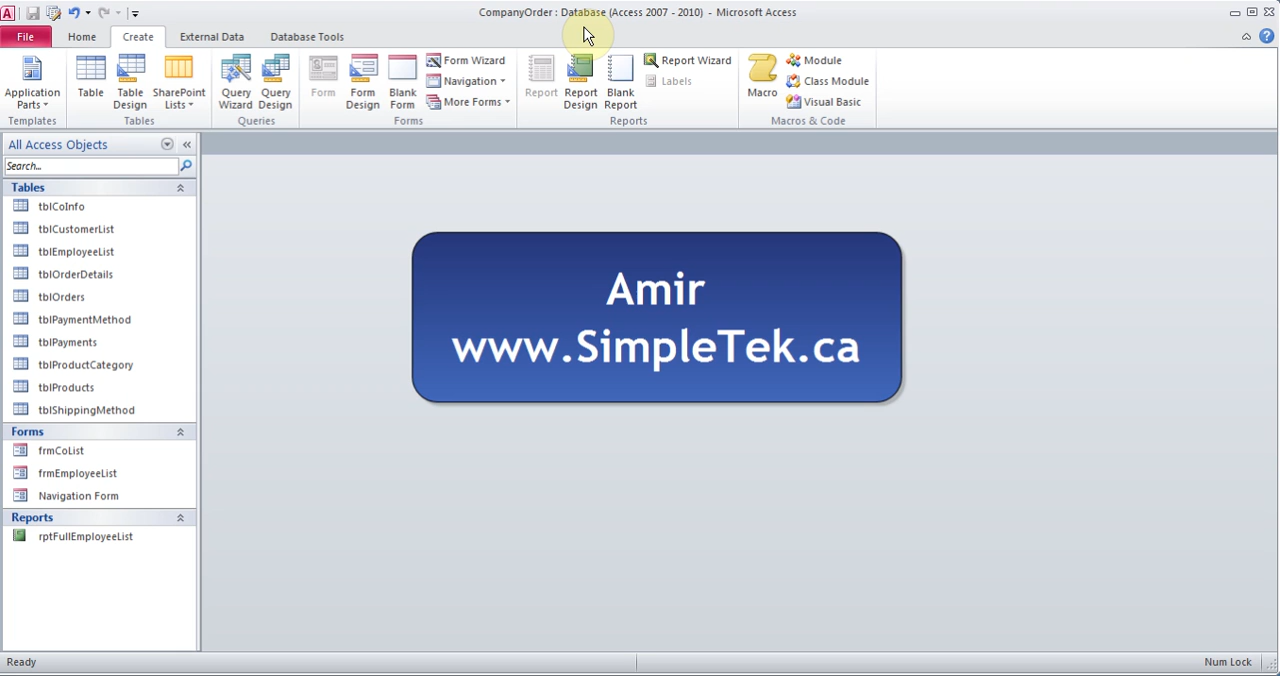 CompanyOrder : Database (Access 2007 - 2010) - Microsoft Access
File Home Create External Data Database Tools
Application Parts
Table
Table Design
SharePoint Lists
Query Wizard
Query Design
Form
Form Design
Blank Form
Form Wizard
Navigation
More Forms
Report
Report Design
Blank Report
Report Wizard
Labels
Macro
Module
Class Module
Visual Basic
Templates Tables Queries Forms Reports Macros & Code
All Access Objects
Search...
Tables
tblCoInfo
tblCustomerList
tblEmployeeList
tblOrderDetails
tblOrders
tblPaymentMethod
tblPayments
tblProductCategory
tblProducts
tblShippingMethod
Forms
frmCoList
frmEmployeeList
Navigation Form
Reports
rptFullEmployeeList
Amir
www.SimpleTek.ca
Ready
Num Lock